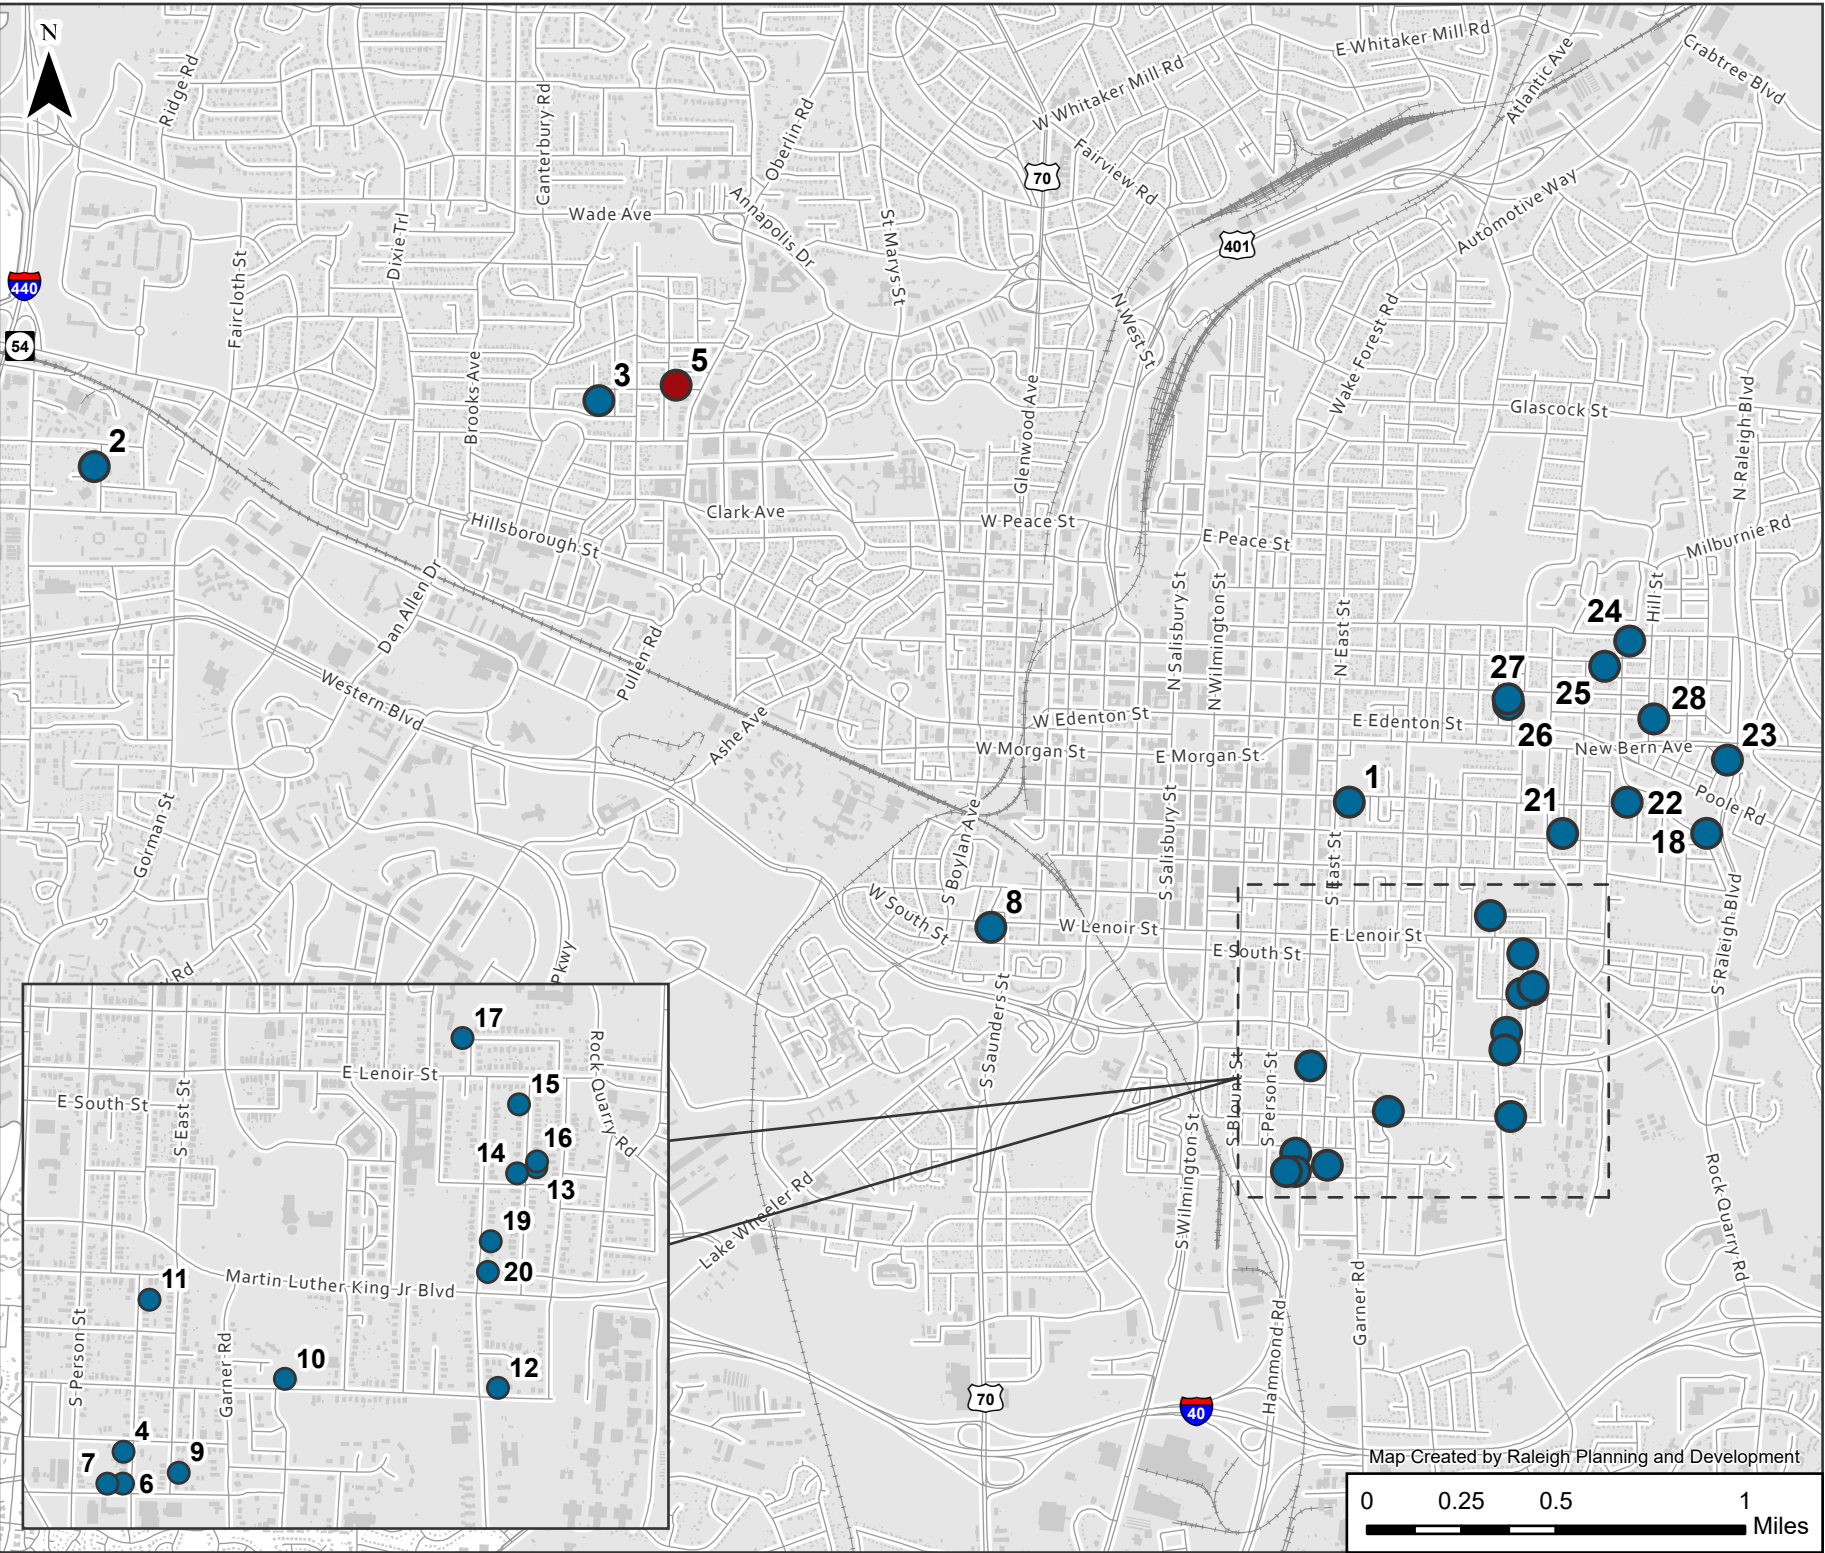 N
E Whitaker Mill Rd
Crabtree Blvd
Atlantic Ave
Ridge Rd
W Whitaker Mill Rd
Canterbury Rd
Oberlin Rd
Fairview Rd
70
Automotive Way
Wade Ave
Annapolis Dr
St Marys St
Dixie Trl
401
Faircloth St
440
N West St
54
Wake Forest Rd
Brooks Ave
3
5
Glenwood Ave
Glascock St
N Raleigh Blvd
2
Clark Ave
Hillsborough St
W Peace St
E Peace St
Milburnie Rd
Dan Allen Dr
N Salisbury St
N Wilmington St
N East St
Hill St
24
Pullen Rd
27
25
28
Western Blvd
Ashe Ave
W Edenton St
E Edenton St
26
23
W Morgan St
E Morgan St
New Bern Ave
1
21
22
Poole Rd
18
Gorman St
S Boylan Ave
S Salisbury St
S East St
8
W South St
W Lenoir St
E Lenoir St
E South St
S Raleigh Blvd
Rd
Pkwy
S Saunders St
S Blount St
S Person St
S Wilmington St
Lake Wheeler Rd
Rock Quarry Rd
Garner Rd
Hammond Rd
70
40
17
Rock Quarry Rd
E Lenoir St
15
E South St
S East St
16
14
13
19
20
11
Martin Luther King Jr Blvd
S Person St
Garner Rd
10
12
4
7
9
6
Map Created by Raleigh Planning and Development
0 0.25 0.5 1
Miles